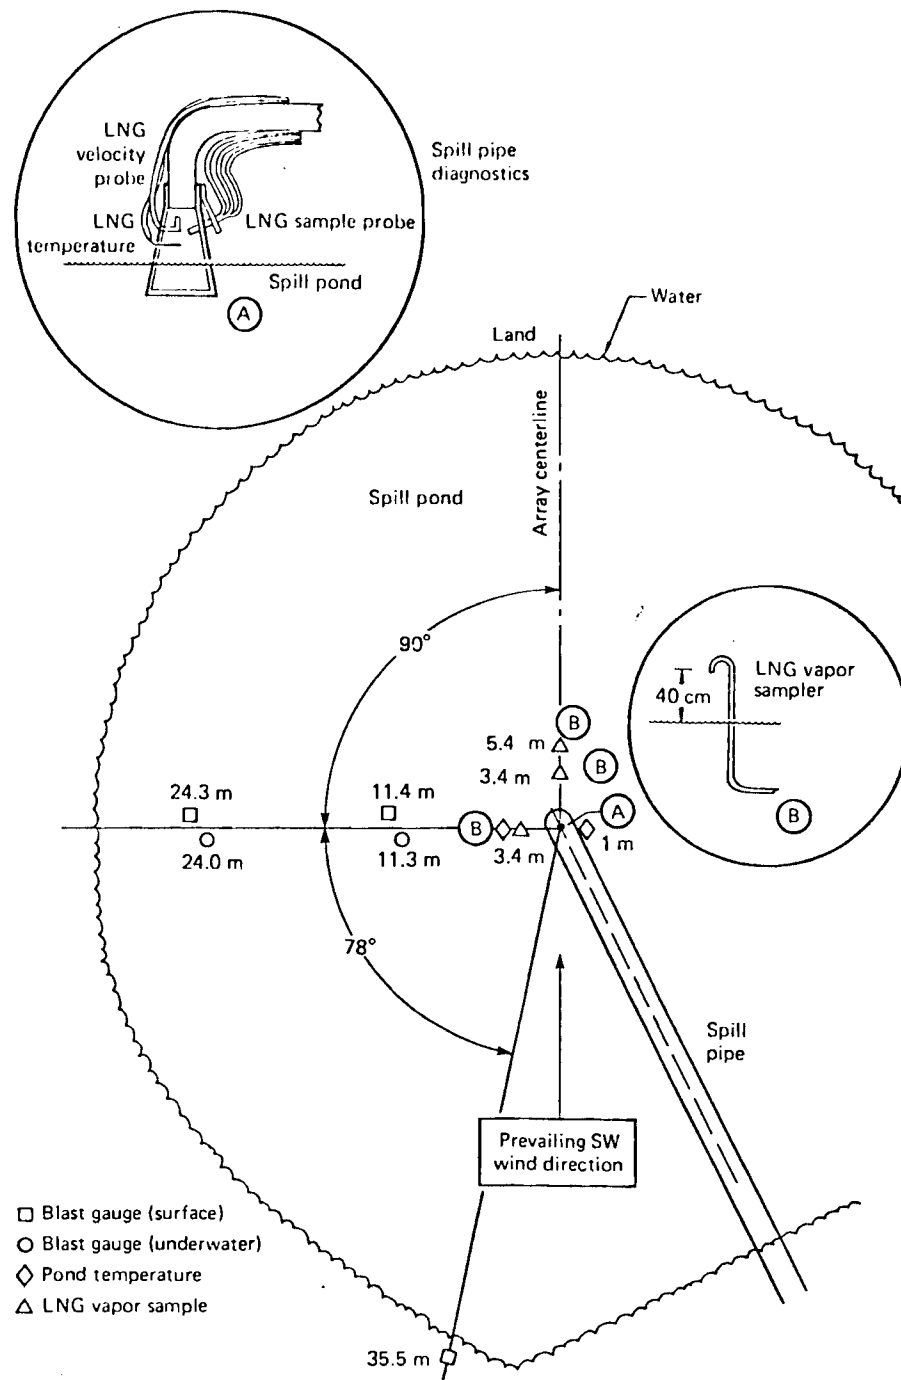 LNG
velocity
probe
Spill pipe
diagnostics
LNG
temperature
LNG sample probe
Spill pond
A
Water
Land
Array centerline
Spill pond
90°
LNG vapor
sampler
40 cm
B
B
5.4 m
B
3.4 m
24.3 m
11.4 m
A
B
24.0 m
11.3 m
3.4 m
1 m
78°
Spill
pipe
Prevailing SW
wind direction
Blast gauge (surface)
Blast gauge (underwater)
Pond temperature
LNG vapor sample
35.5 m